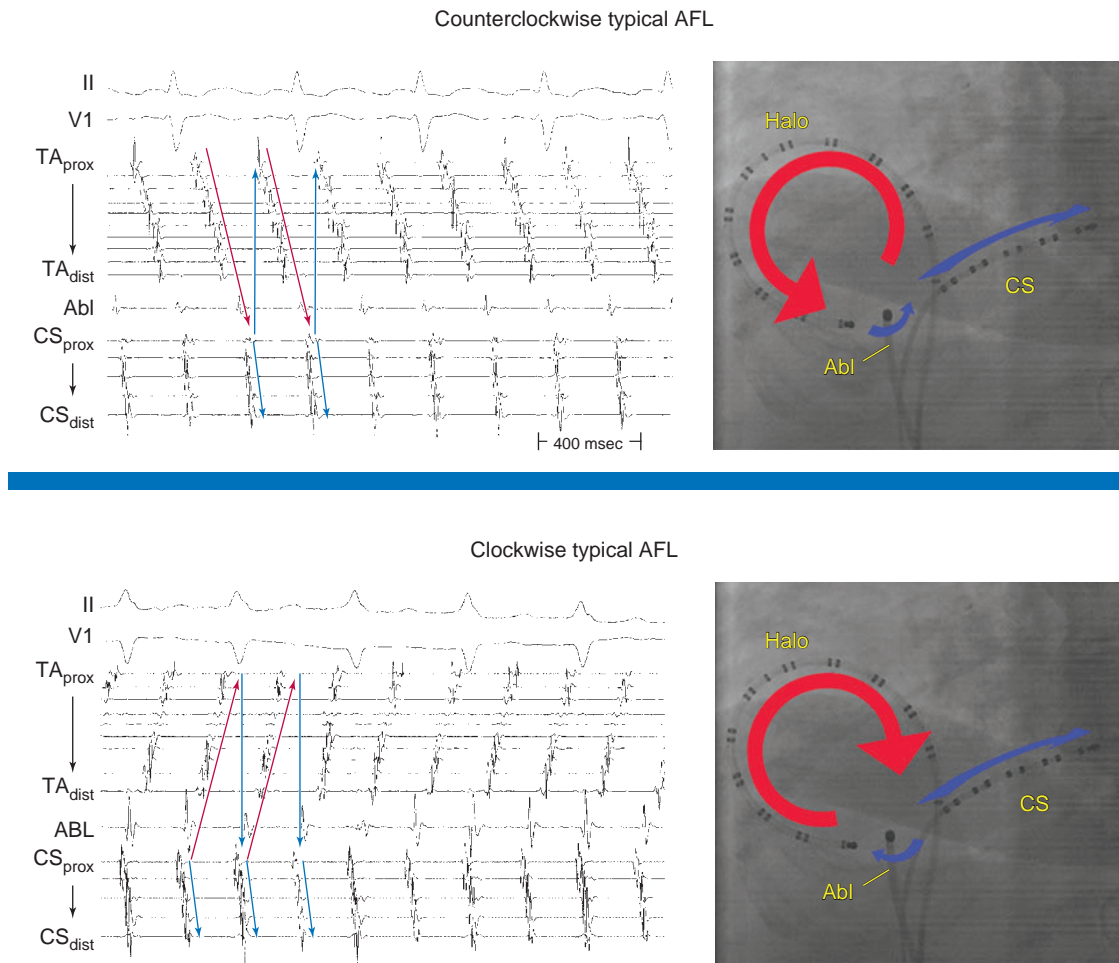 Counterclockwise typical AFL
II
V1
TAprox
TAdist
Abl
CSprox
CSdist
400 msec
Halo
CS
Abl
Clockwise typical AFL
II
V1
TAprox
TAdist
ABL
CSprox
CSdist
Halo
CS
Abl